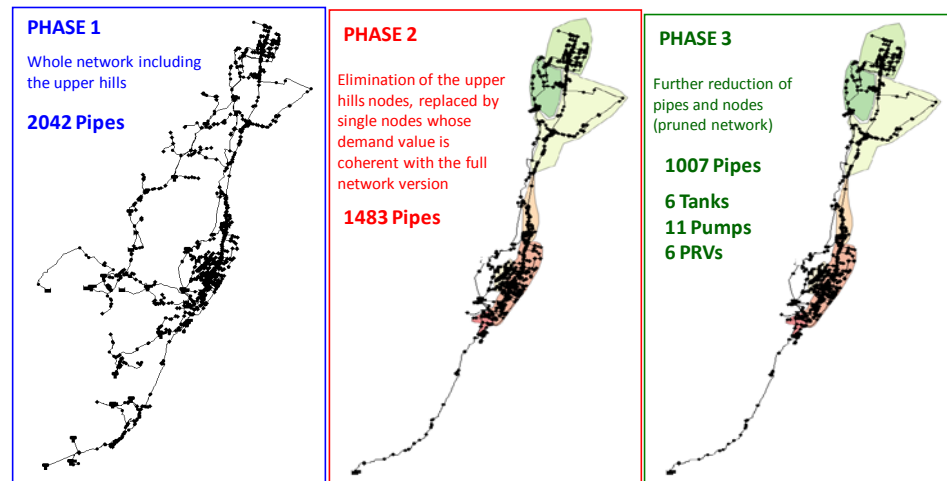 PHASE 1
Whole network including
the upper hills
2042 Pipes
PHASE 2
Elimination of the upper
hills nodes, replaced by
single nodes whose
demand value is
coherent with the full
network version
1483 Pipes
PHASE 3
Further reduction of
pipes and nodes
(pruned network)
1007 Pipes
6 Tanks
11 Pumps
6 PRVs